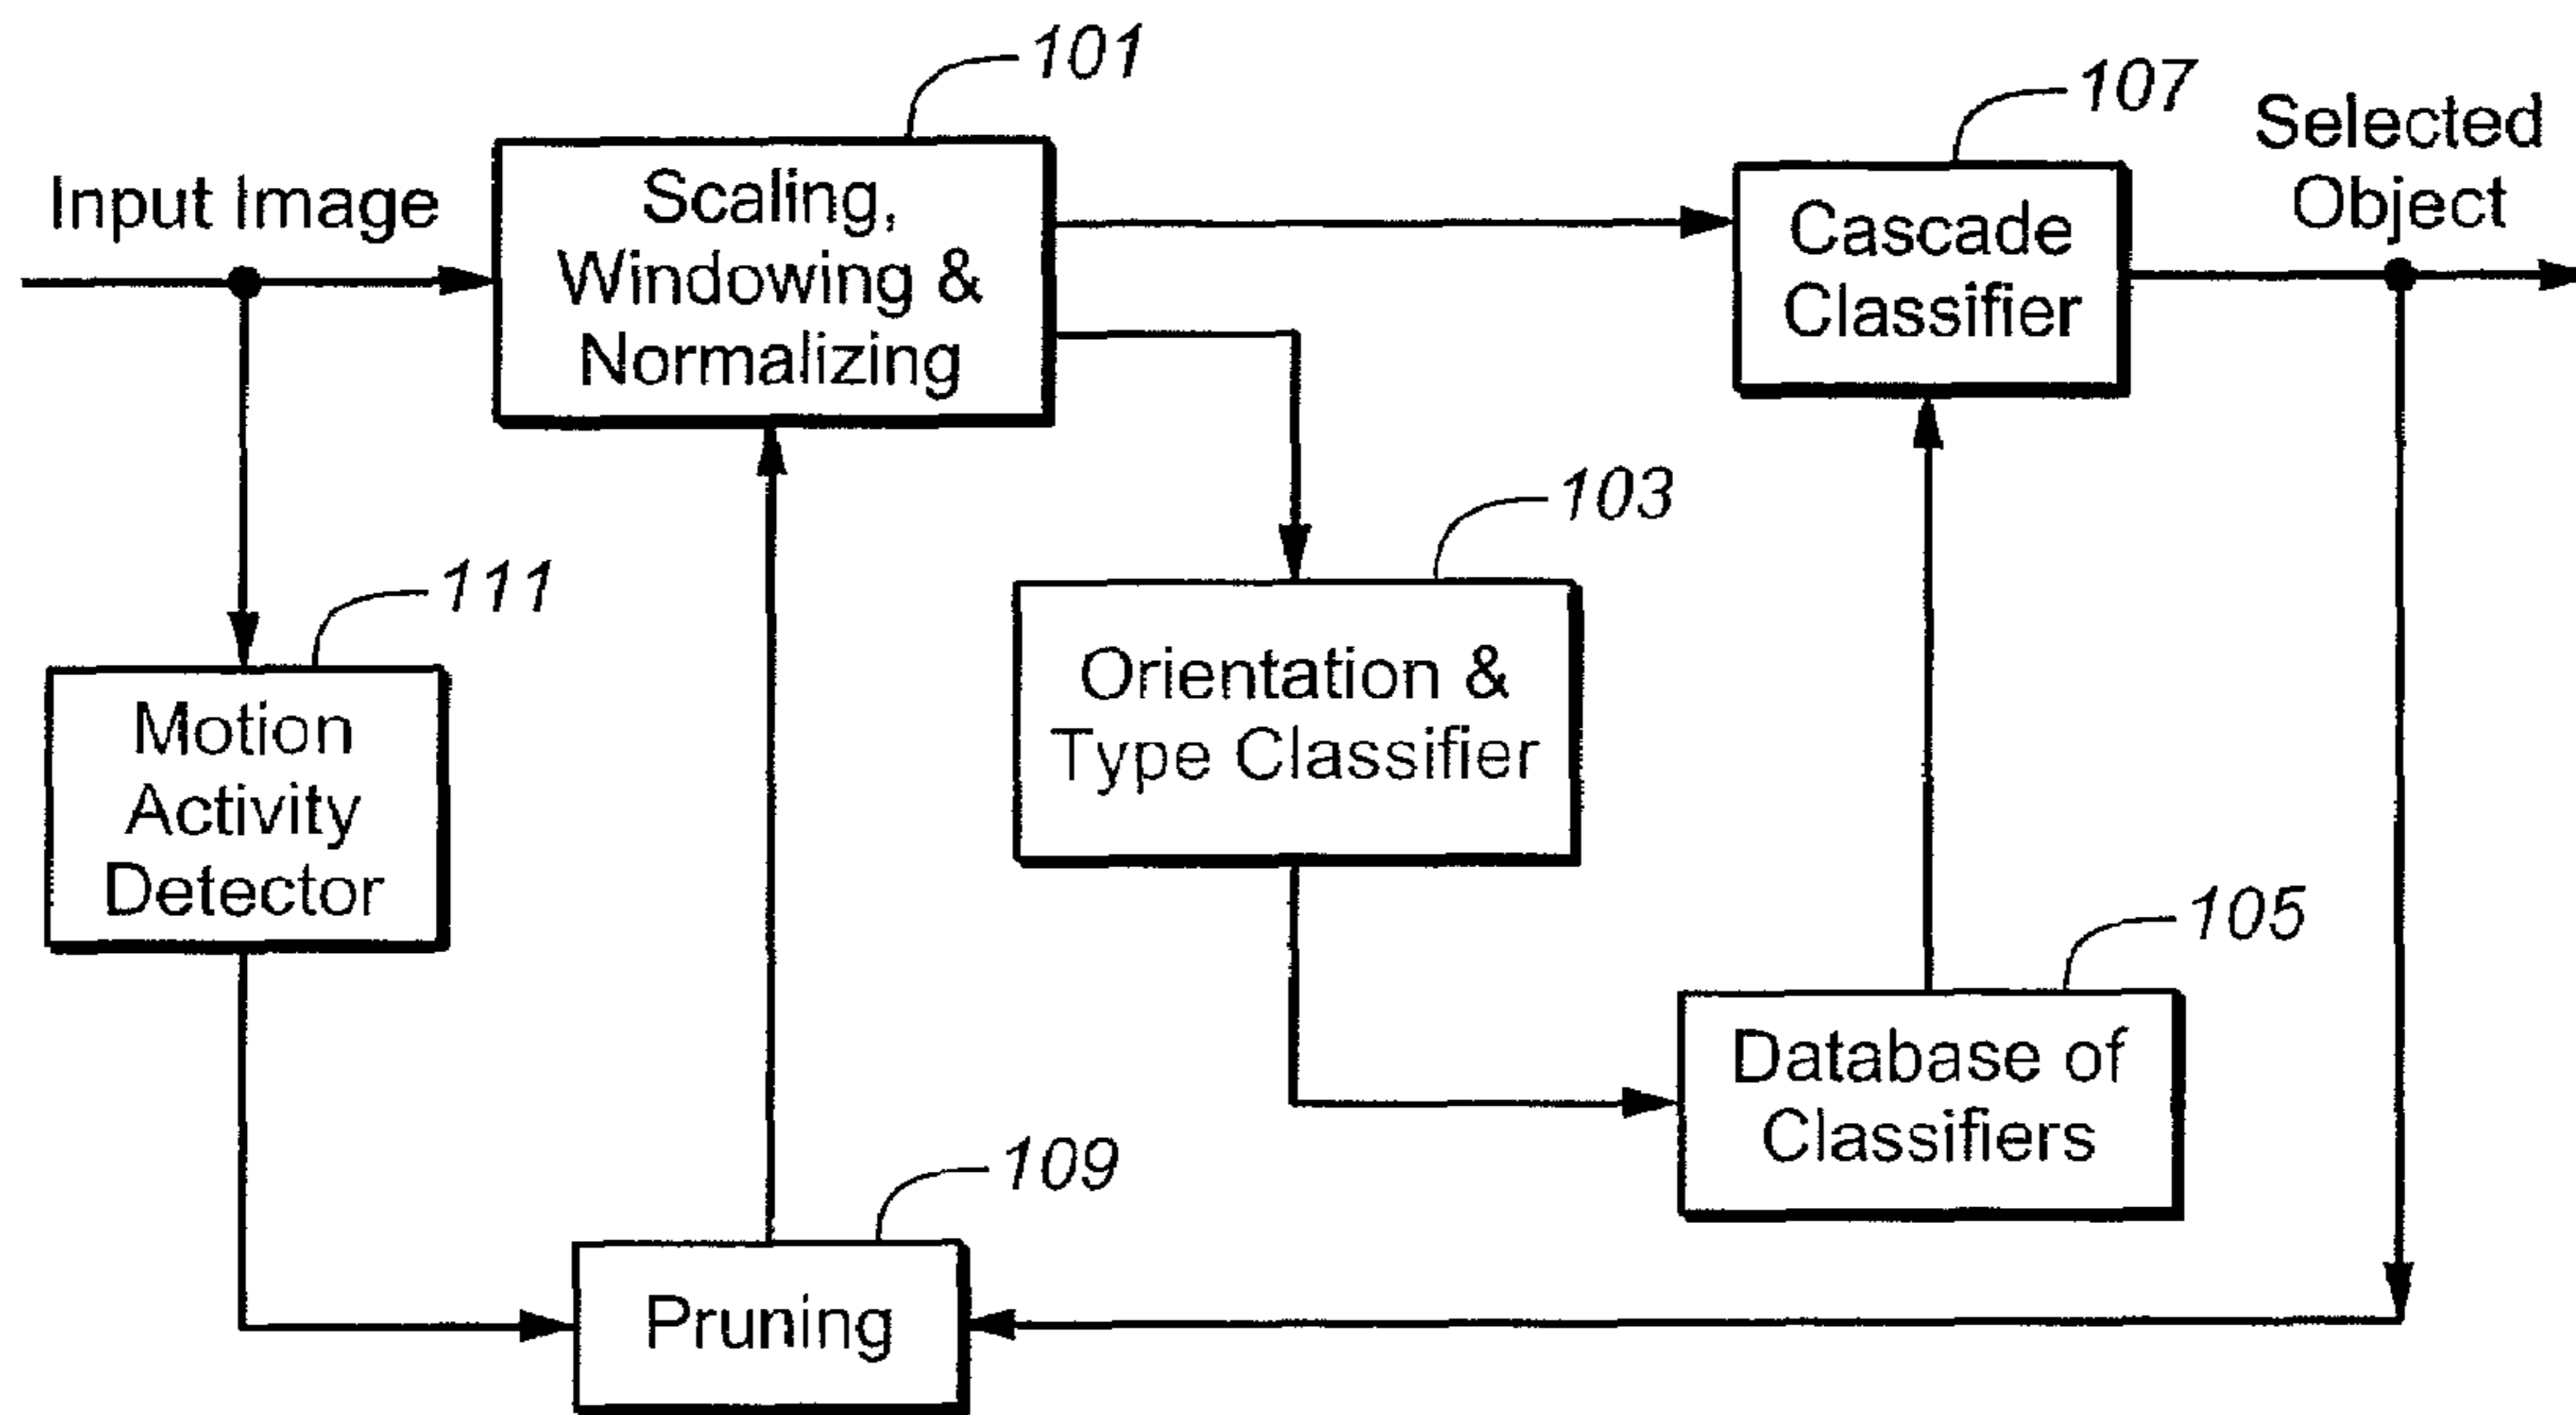 101
107
Selected
Object
Input Image
Scaling,
Windowing &
Normalizing
Cascade
Classifier
103
111
Orientation &
Type Classifier
Motion
Activity
Detector
105
Database of
Classifiers
109
Pruning